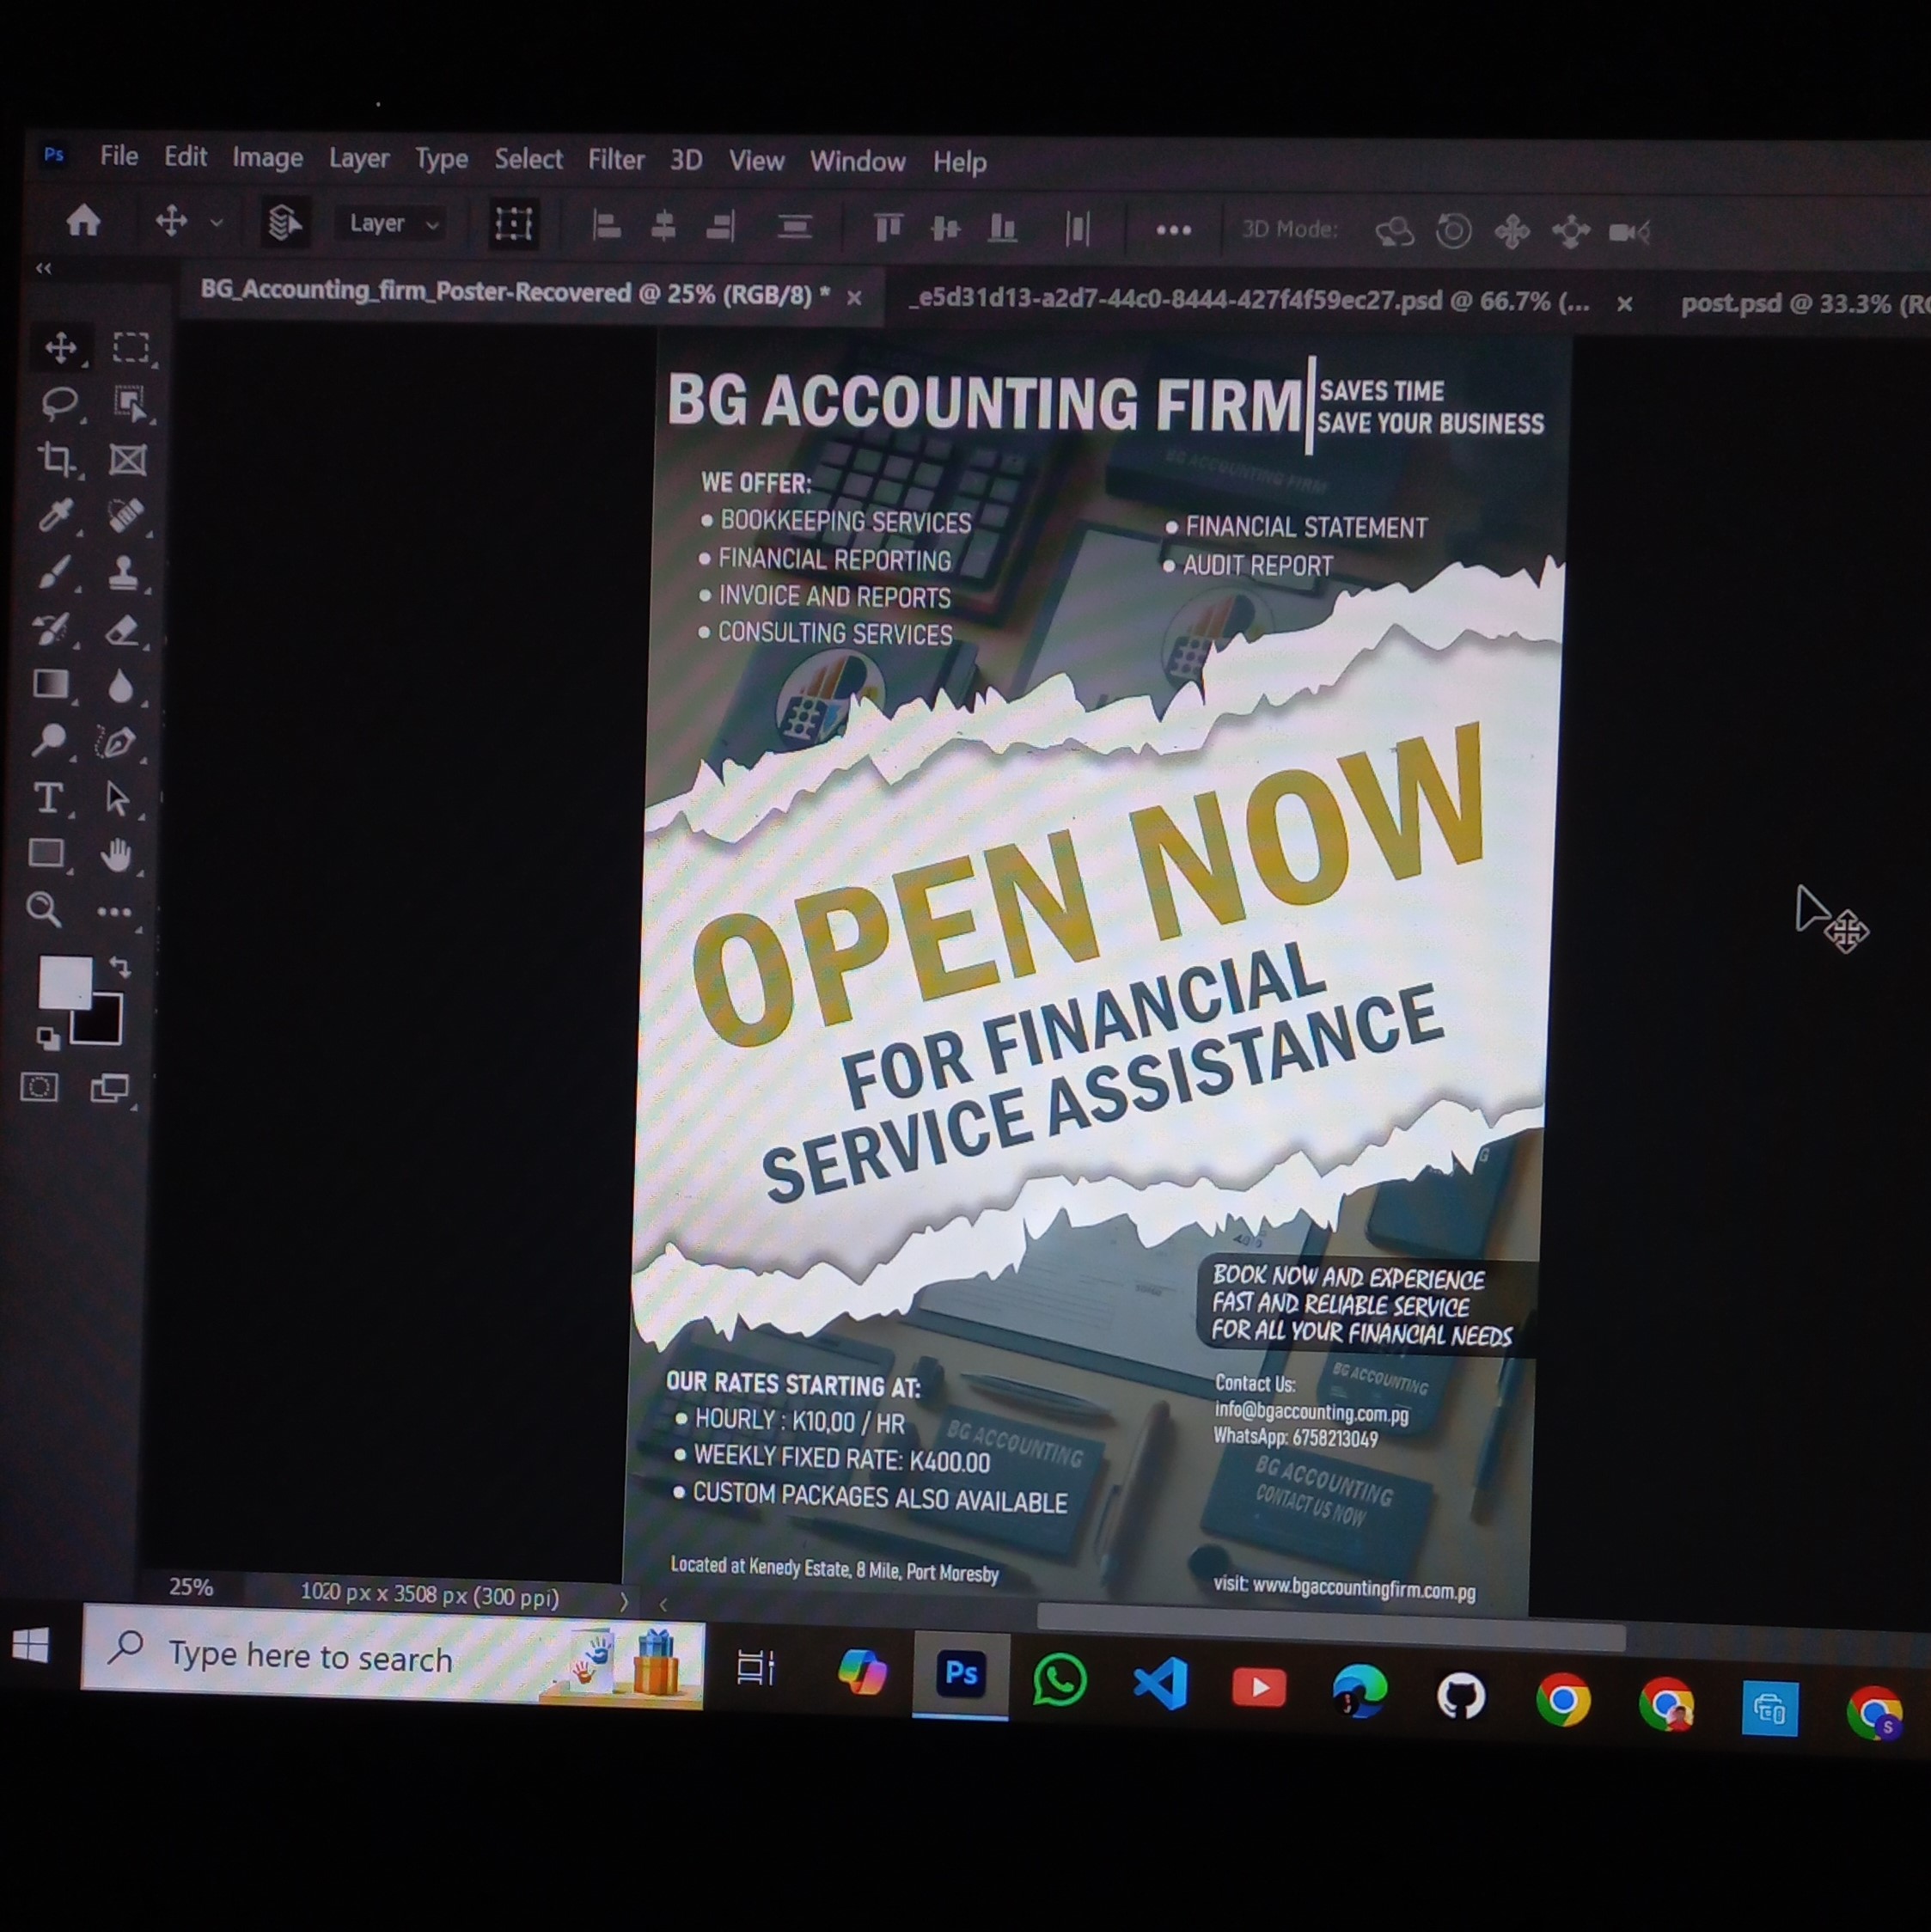 Ps File Edit Image Layer Type Select Filter 3D View Window Help
Layer
3D Mode:
BG_Accounting_firm_Poster-Recovered @ 25% (RGB/8) *
_e5d31d13-a2d7-44c0-8444-427f4f59ec27.psd @ 66.7% (...
post.psd @ 33.3%
BG ACCOUNTING FIRM
SAVES TIME
SAVE YOUR BUSINESS
BG ACCOUNTING FIRM
WE OFFER:
• BOOKKEEPING SERVICES
• FINANCIAL REPORTING
• INVOICE AND REPORTS
• CONSULTING SERVICES
• FINANCIAL STATEMENT
• AUDIT REPORT
OPEN NOW
FOR FINANCIAL
SERVICE ASSISTANCE
BOOK NOW AND EXPERIENCE
FAST AND RELIABLE SERVICE
FOR ALL YOUR FINANCIAL NEEDS
OUR RATES STARTING AT:
• HOURLY : K10,00 / HR
• WEEKLY FIXED RATE: K400.00
• CUSTOM PACKAGES ALSO AVAILABLE
BG ACCOUNTING
Contact Us:
info@bgaccounting.com.pg
WhatsApp: 6758213049
BG ACCOUNTING
BG ACCOUNTING
CONTACT US NOW
Located at Kenedy Estate, 8 Mile, Port Moresby
visit: www.bgaccountingfirm.com.pg
25%
1020 px x 3508 px (300 ppi)
Type here to search
Ps
S